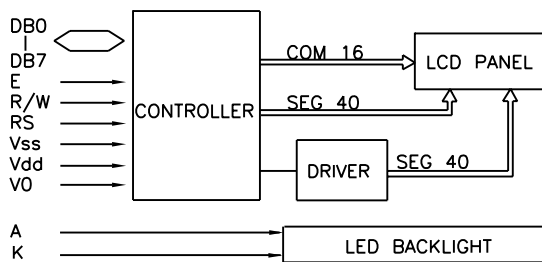 DB0
DB7
E
R/W
RS
Vss
Vdd
V0
CONTROLLER
COM 16
SEG 40
LCD PANEL
DRIVER
SEG 40
A
K
LED BACKLIGHT